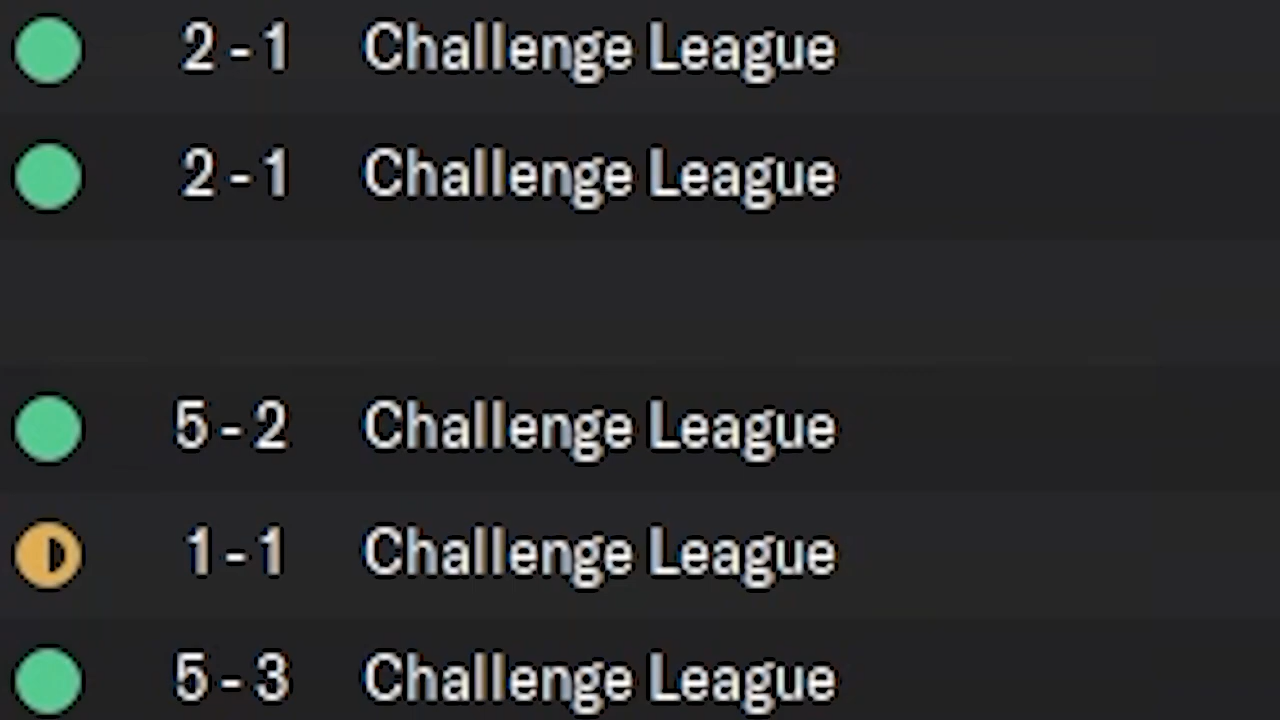 2 - 1 Challenge League
2 - 1 Challenge League
5 - 2 Challenge League
1 - 1 Challenge League
5 - 3 Challenge League